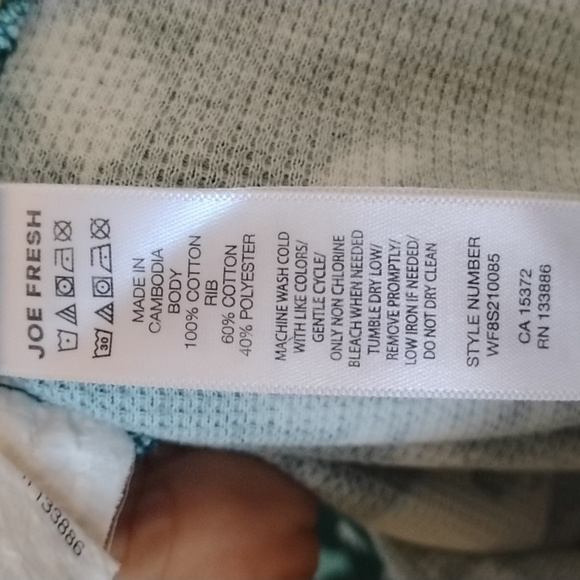 JOE FRESH
30
MADE IN
CAMBODIA
BODY
100% COTTON
RIB
60% COTTON
40% POLYESTER
MACHINE WASH COLD
WITH LIKE COLORS/
GENTLE CYCLE/
ONLY NON CHLORINE
BLEACH WHEN NEEDED
TUMBLE DRY LOW/
REMOVE PROMPTLY/
LOW IRON IF NEEDED/
DO NOT DRY CLEAN
STYLE NUMBER
WF8S210085
CA 15372
RN 133886
133886